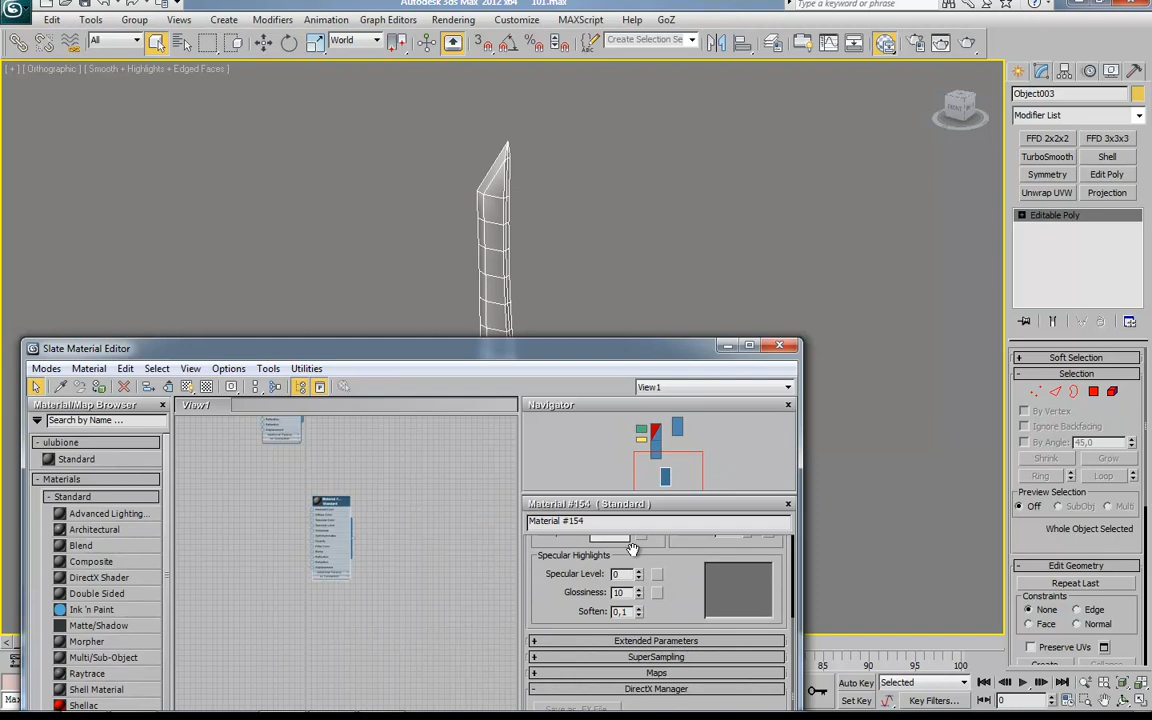 Autodesk 3ds Max 2012 x64   101.max
Type a keyword or phrase
Edit Tools Group Views Create Modifiers Animation Graph Editors Rendering Customize MAXScript Help GoZ
All World Create Selection Se
[ + ] [ Orthographic ] [ Smooth + Highlights + Edged Faces ]
FRONT
Object003
Modifier List
FFD 2x2x2 FFD 3x3x3
TurboSmooth Shell
Symmetry Edit Poly
Unwrap UVW Projection
Editable Poly
Soft Selection
Selection
By Vertex
Ignore Backfacing
By Angle: 45,0
Shrink Grow
Ring Loop
Preview Selection
Off SubObj Multi
Whole Object Selected
Edit Geometry
Repeat Last
Constraints
None Edge
Face Normal
Preserve UVs
Slate Material Editor
Modes Material Edit Select View Options Tools Utilities
View1
Material/Map Browser
Search by Name ...
ulubione
Standard
Materials
Standard
Advanced Lighting...
Architectural
Blend
Composite
DirectX Shader
Double Sided
Ink 'n Paint
Matte/Shadow
Morpher
Multi/Sub-Object
Raytrace
Shell Material
Shellac
View1
Navigator
Material #154 ( Standard )
Material #154
Specular Highlights
Specular Level: 0
Glossiness: 10
Soften: 0,1
Extended Parameters
SuperSampling
Maps
DirectX Manager
85 90 95 100
Auto Key Selected
Set Key Key Filters... 0